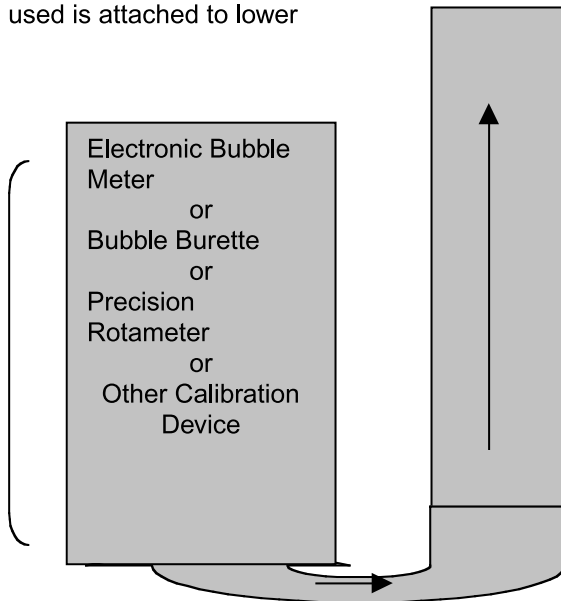 used is attached to lower
Electronic Bubble
Meter
or
Bubble Burette
or
Precision
Rotameter
or
Other Calibration
Device